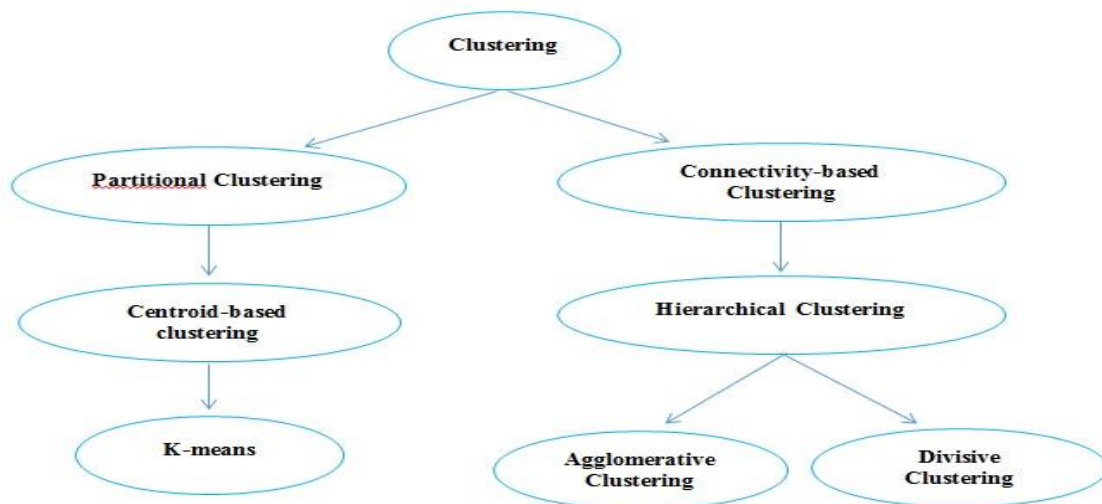 Clustering
Partitional Clustering
Connectivity-based
Clustering
Centroid-based
clustering
Hierarchical Clustering
K-means
Agglomerative
Clustering
Divisive
Clustering